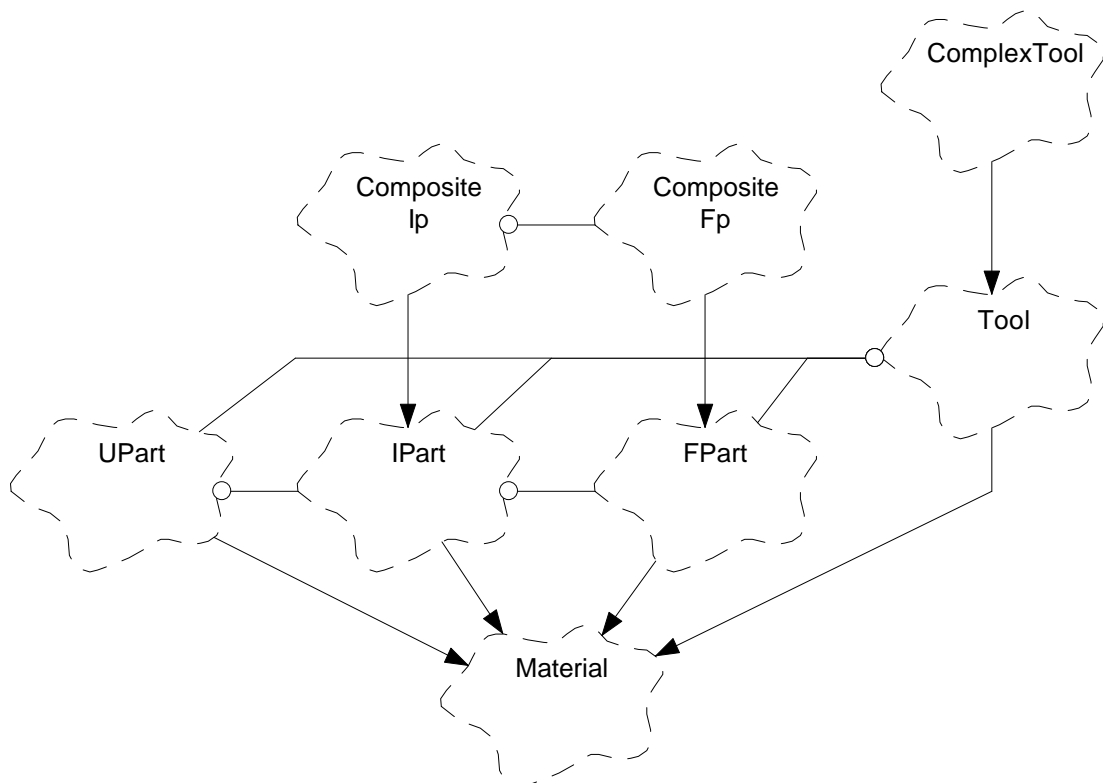 ComplexTool
Composite
Ip
Composite
Fp
Tool
UPart
IPart
FPart
Material